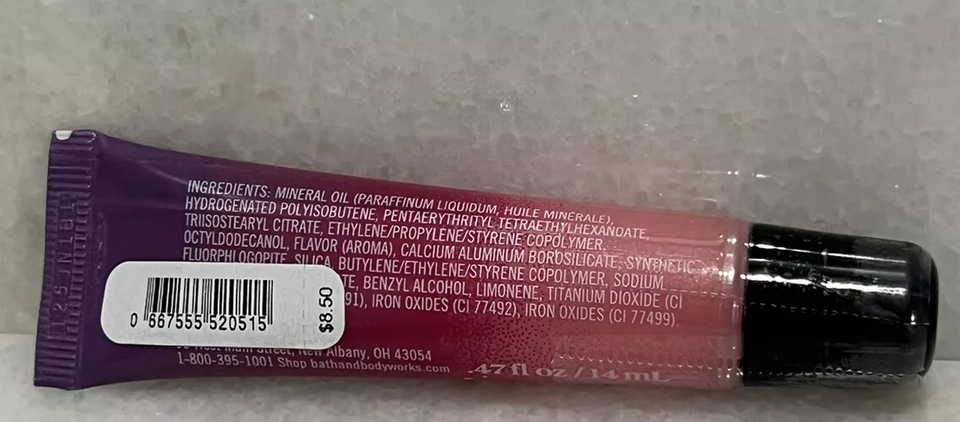 INGREDIENTS: MINERAL OIL (PARAFFINUM LIQUIDUM, HUILE MINERALE),
HYDROGENATED POLYISOBUTENE, PENTAERYTHRITYL TETRAETHYLHEXANOATE,
TRIISOSTEARYL CITRATE, ETHYLENE/PROPYLENE/STYRENE COPOLYMER,
OCTYLDODECANOL, FLAVOR (AROMA), CALCIUM ALUMINUM BOROSILICATE, SYNTHETIC
FLUORPHLOGOPITE, SILICA, BUTYLENE/ETHYLENE/STYRENE COPOLYMER, SODIUM
TE, BENZYL ALCOHOL, LIMONENE, TITANIUM DIOXIDE (CI
91), IRON OXIDES (CI 77492), IRON OXIDES (CI 77499)
0 667555 520515
$8.50
Main Street, New Albany, OH 43054
1-800-395-1001 Shop bathandbodyworks.com
.47 fl oz / 14 mL